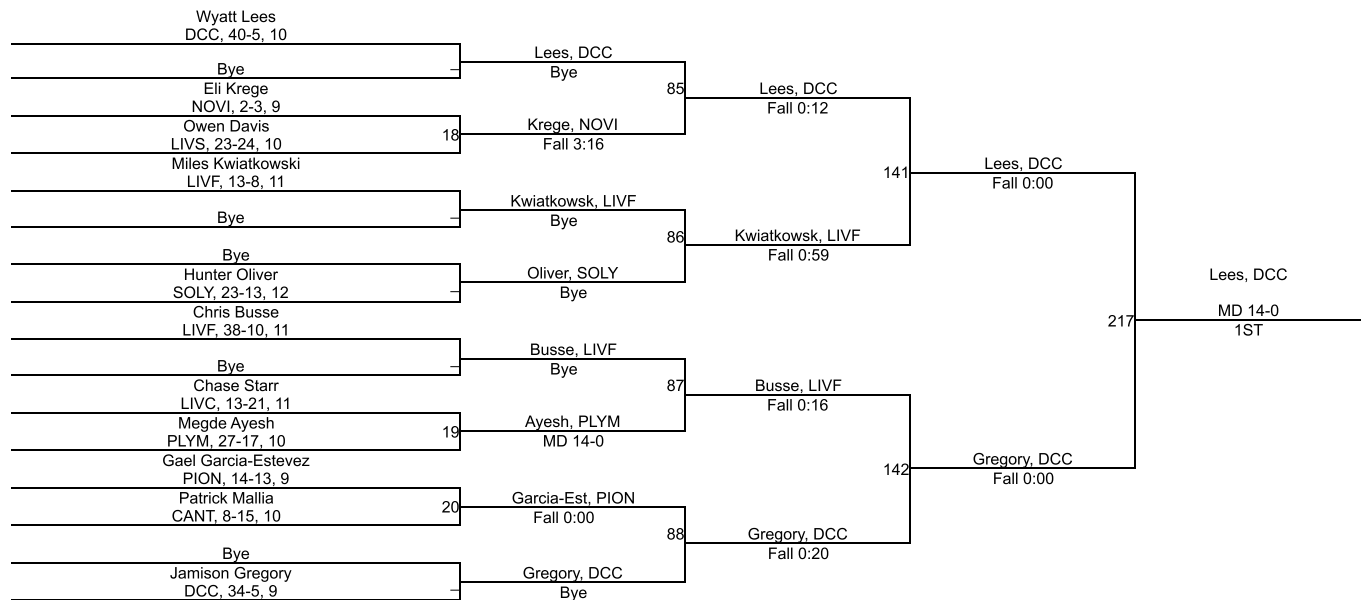 Wyatt Lees
DCC, 40-5, 10
Bye
Eli Krege
NOVI, 2-3, 9
Owen Davis
LIVS, 23-24, 10
Miles Kwiatkowski
LIVF, 13-8, 11
Bye
Bye
Hunter Oliver
SOLY, 23-13, 12
Chris Busse
LIVF, 38-10, 11
Bye
Chase Starr
LIVC, 13-21, 11
Megde Ayesh
PLYM, 27-17, 10
Gael Garcia-Estevez
PION, 14-13, 9
Patrick Mallia
CANT, 8-15, 10
Bye
Jamison Gregory
DCC, 34-5, 9
–
18
–
–
–
19
20
–
Lees, DCC
Bye
Krege, NOVI
Fall 3:16
Kwiatkowsk, LIVF
Bye
Oliver, SOLY
Bye
Busse, LIVF
Bye
Ayesh, PLYM
MD 14-0
Garcia-Est, PION
Fall 0:00
Gregory, DCC
Bye
85
86
87
88
Lees, DCC
Fall 0:12
Kwiatkowsk, LIVF
Fall 0:59
Busse, LIVF
Fall 0:16
Gregory, DCC
Fall 0:20
141
142
Lees, DCC
Fall 0:00
Gregory, DCC
Fall 0:00
217
Lees, DCC
MD 14-0
1ST